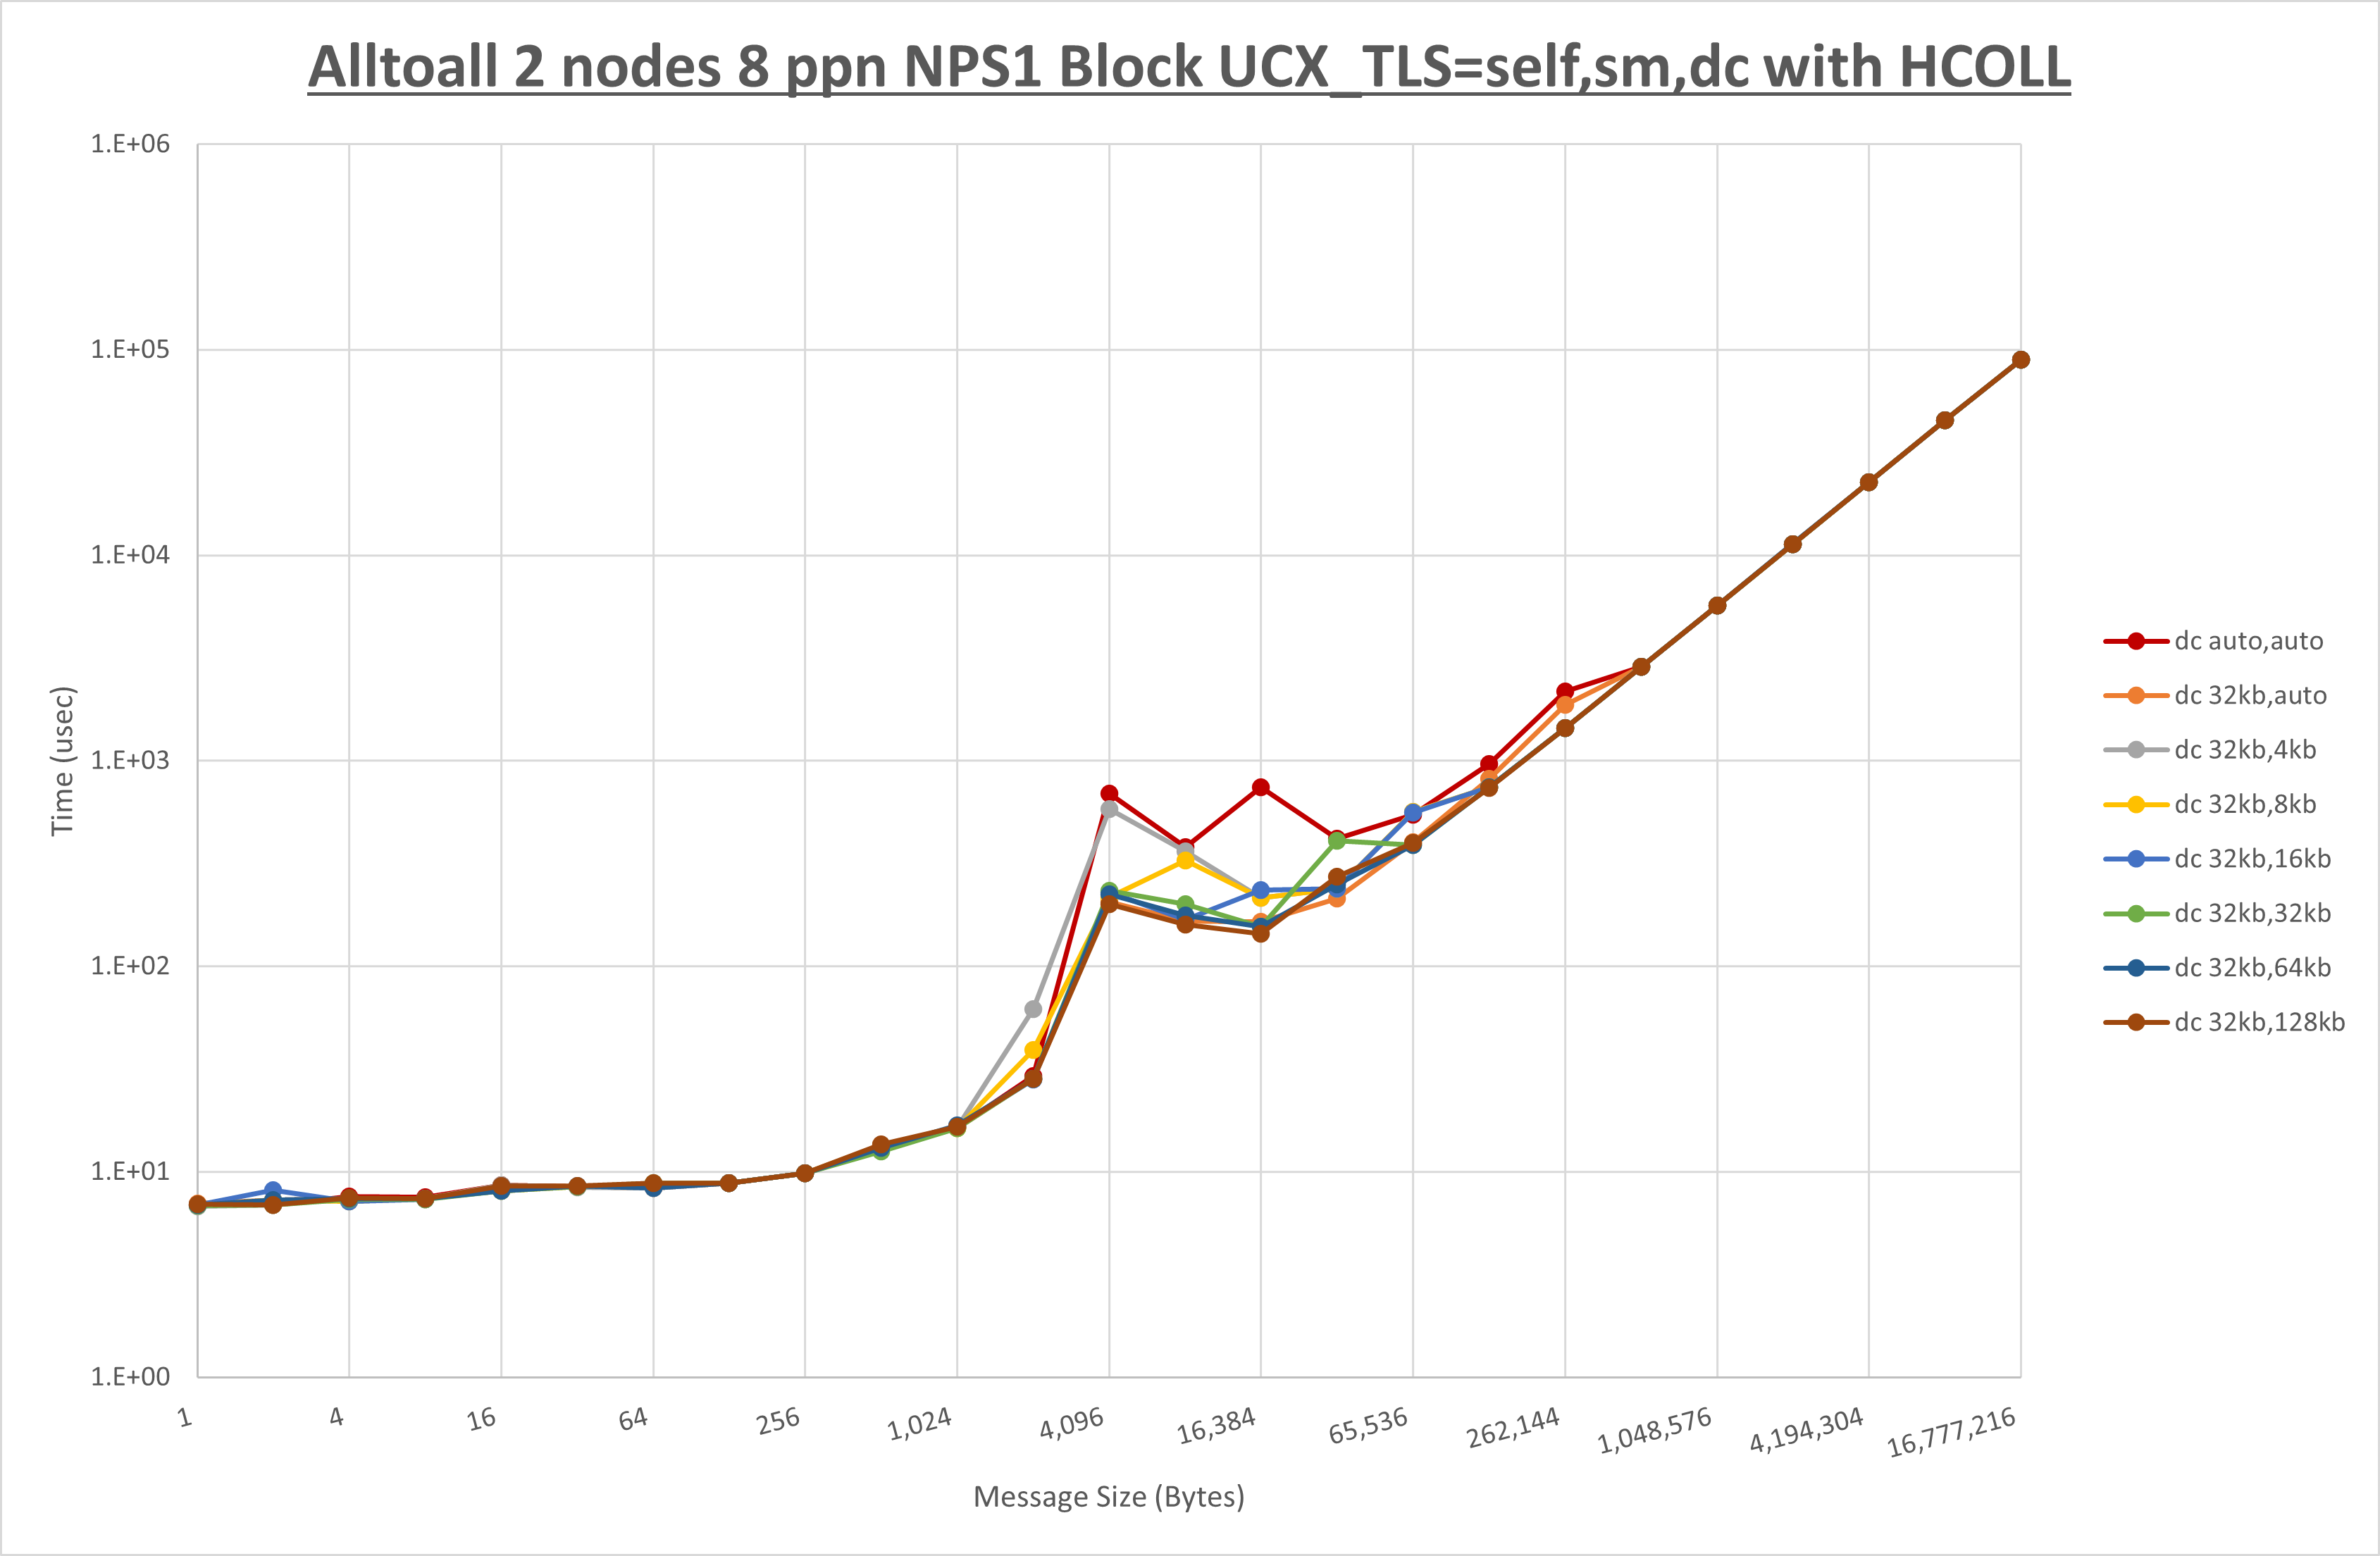 Alltoall 2 nodes 8 ppn NPS1 Block UCX_TLS=self,sm,dc with HCOLL
1.E+06
1.E+05
1.E+04
1.E+03
1.E+02
1.E+01
1.E+00
Time (usec)
1 4 16 64 256 1,024 4,096 16,384 65,536 262,144 1,048,576 4,194,304 16,777,216
Message Size (Bytes)
dc auto,auto
dc 32kb,auto
dc 32kb,4kb
dc 32kb,8kb
dc 32kb,16kb
dc 32kb,32kb
dc 32kb,64kb
dc 32kb,128kb